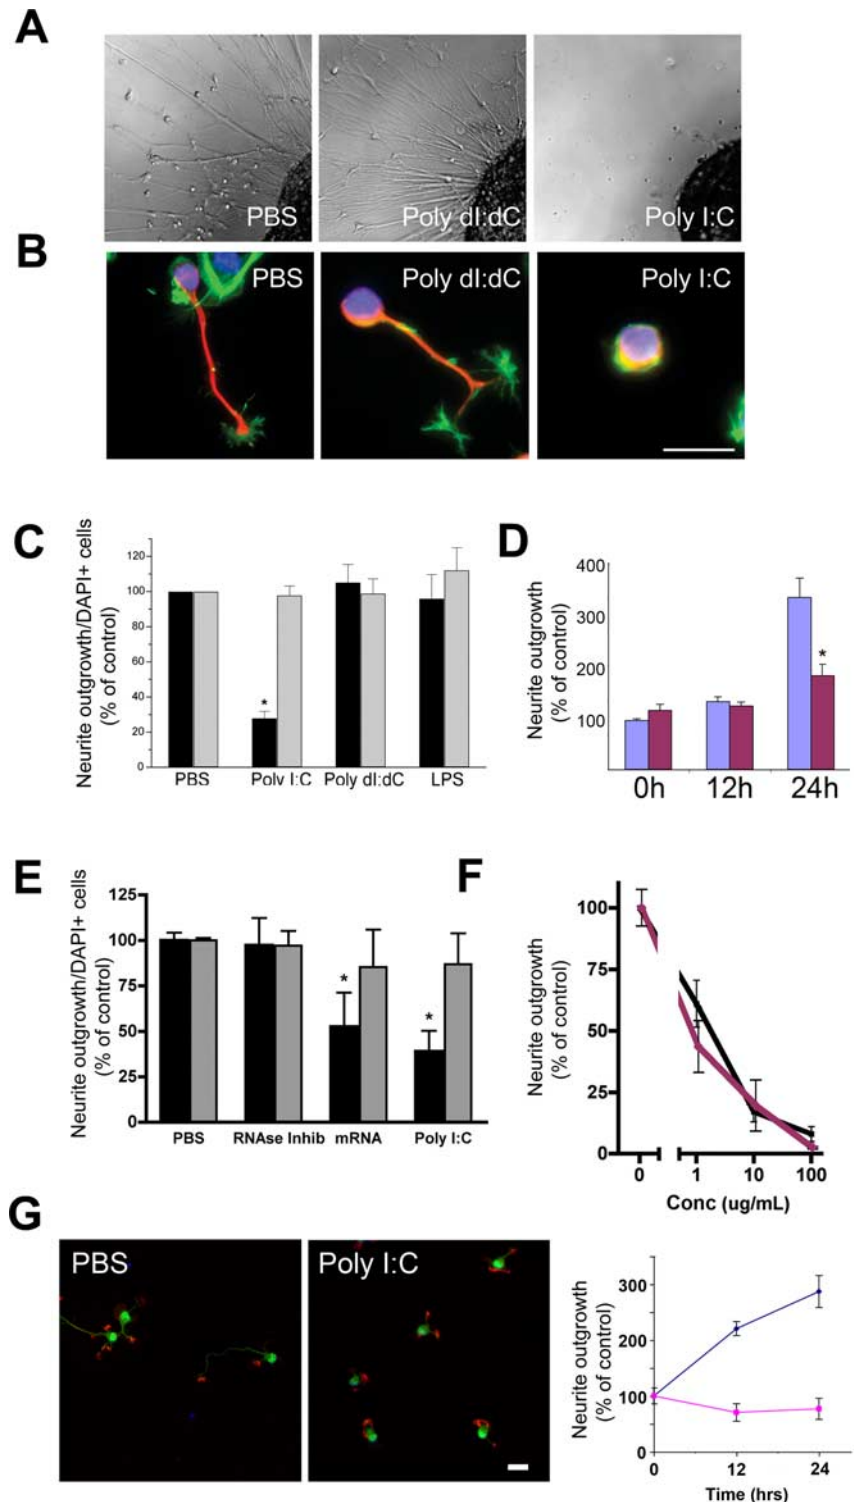 A
PBS
Poly dI:dC
Poly I:C
B
PBS
Poly dI:dC
Poly I:C
C
Neurite outgrowth/DAPI+ cells
(% of control)
120
100
80
60
40
20
0
*
PBS
Poly I:C
Poly dI:dC
LPS
D
Neurite outgrowth
(% of control)
400
300
200
100
*
0h
12h
24h
E
Neurite outgrowth/DAPI+ cells
(% of control)
125
100
75
50
25
0
*
*
PBS
RNAse Inhib
mRNA
Poly I:C
F
Neurite outgrowth
(% of control)
100
75
50
25
0
0
1
10
100
Conc (ug/mL)
G
PBS
Poly I:C
Neurite outgrowth
(% of control)
300
200
100
0
0
12
24
Time (hrs)